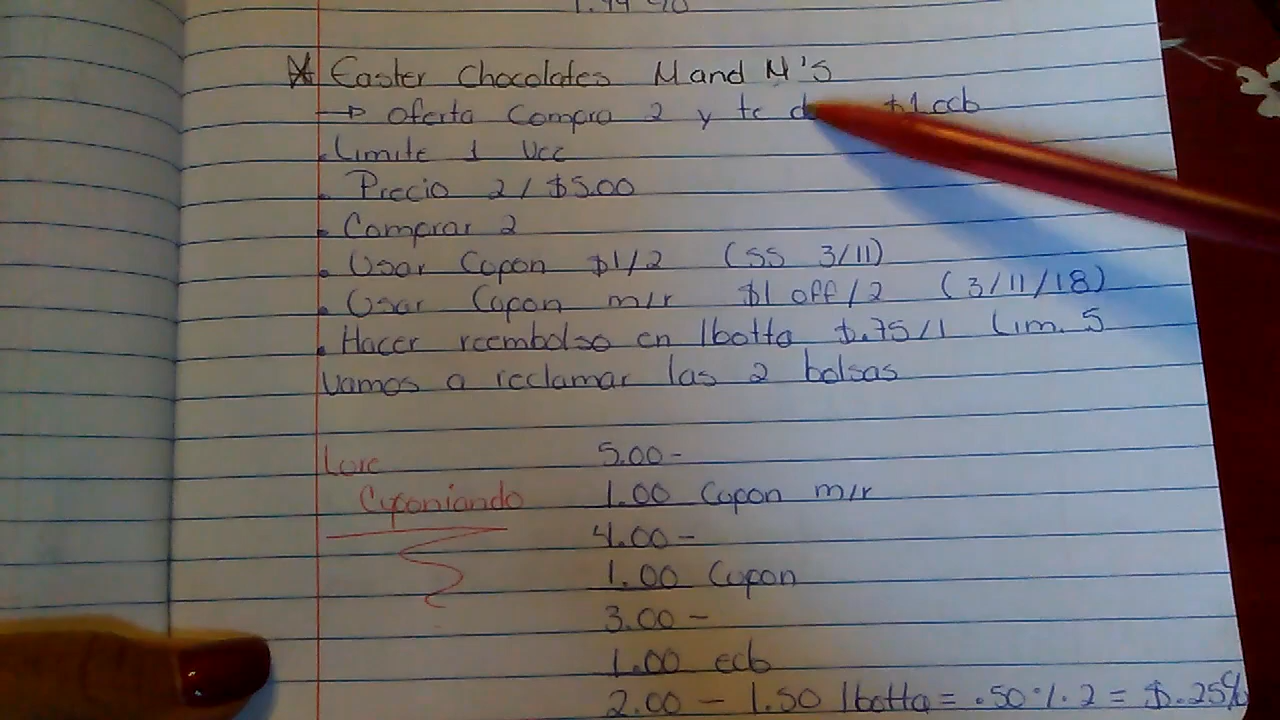 Easter Chocolates M and M's
→ Oferta Compra 2 y te $1 ecb
Limite 1 Vez
. Precio 2/$5.00
. Comprar 2
. Usar Cupon $1/2 (SS 3/11)
. Usar Cupon m/r $1 off/2 (3/11/18)
. Hacer reembolso en Ibotta $.75/1 Lim. 5
Vamos a reclamar las 2 bolsas
5.00-
Cuponiando 1.00 Cupon m/r
4.00-
1.00 Cupon
3.00-
1.00 ecb
2.00 - 1.50 Ibotta = .50 % 2 = $.25